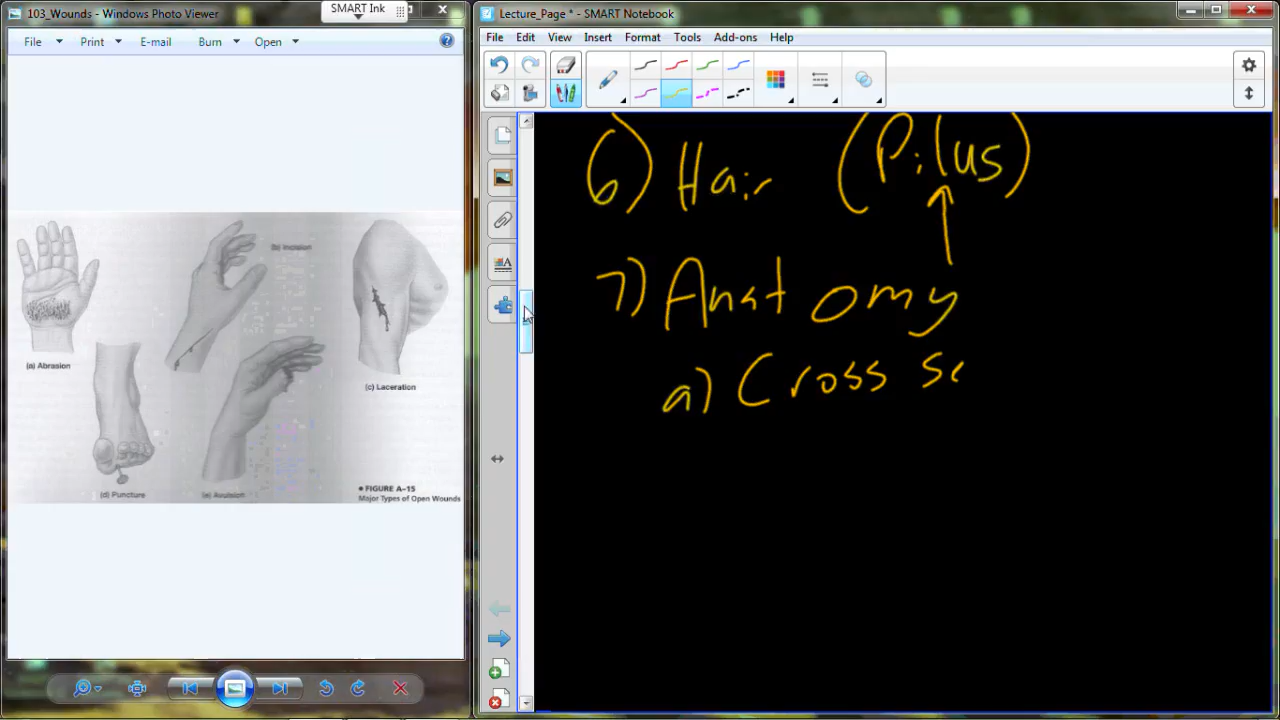 103_Wounds - Windows Photo Viewer
SMART Ink
File Print E-mail Burn Open
(a) Abrasion
(b) Incision
(c) Laceration
(d) Puncture
(e) Avulsion
• FIGURE A–15
Major Types of Open Wounds
Lecture_Page * - SMART Notebook
File Edit View Insert Format Tools Add-ons Help
6) Hair (Pilus)
7) Anatomy
a) Cross se